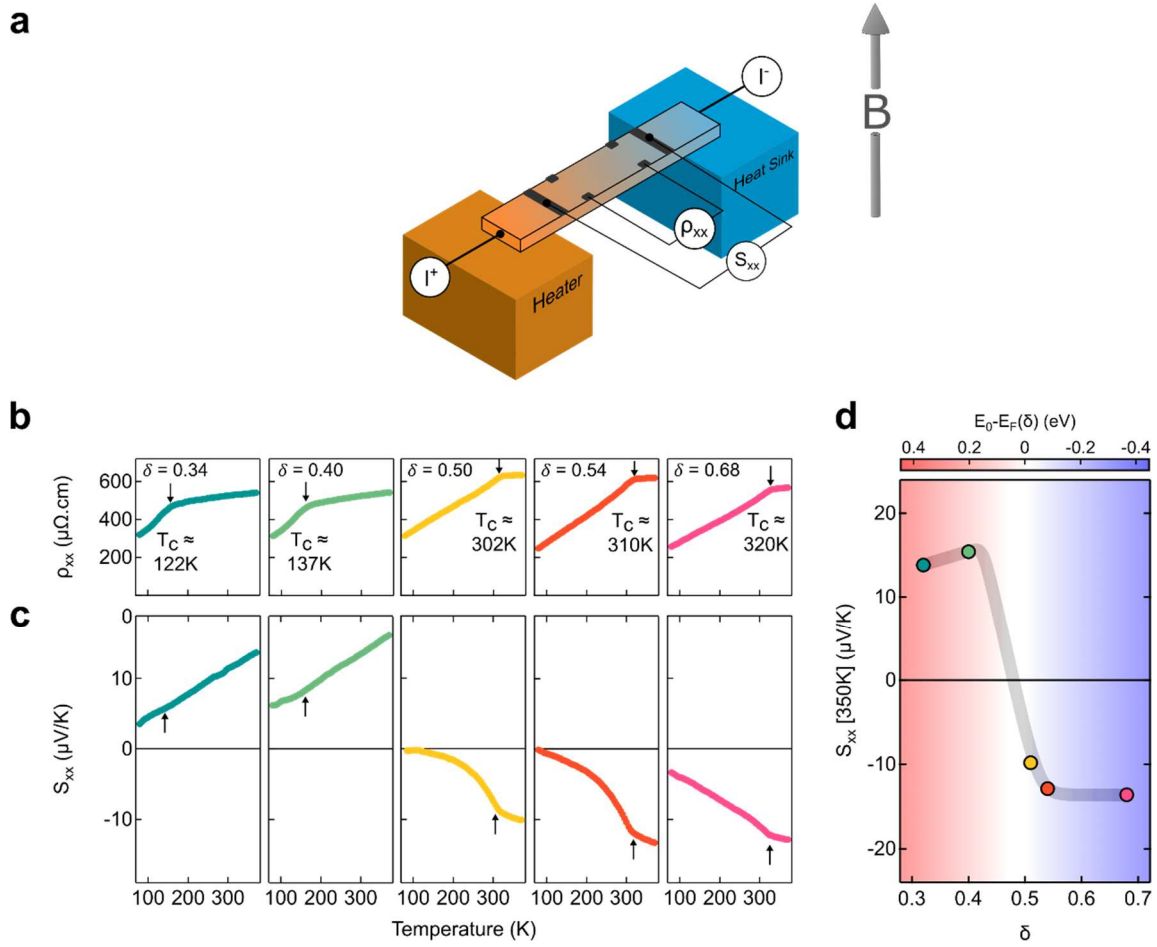 a
I⁻
B
Heat Sink
ρxx
Sxx
I⁺
Heater
b
δ = 0.34
δ = 0.40
δ = 0.50
δ = 0.54
δ = 0.68
600
400
200
ρxx (μΩ.cm)
TC ≈
122K
TC ≈
137K
TC ≈
302K
TC ≈
310K
TC ≈
320K
c
0
10
0
-10
Sxx (μV/K)
100 200 300
100 200 300
100 200 300
100 200 300
100 200 300
Temperature (K)
d
E0-EF(δ) (eV)
0.4 0.2 0 -0.2 -0.4
20
10
0
-10
-20
Sxx [350K] (μV/K)
0.3 0.4 0.5 0.6 0.7
δ